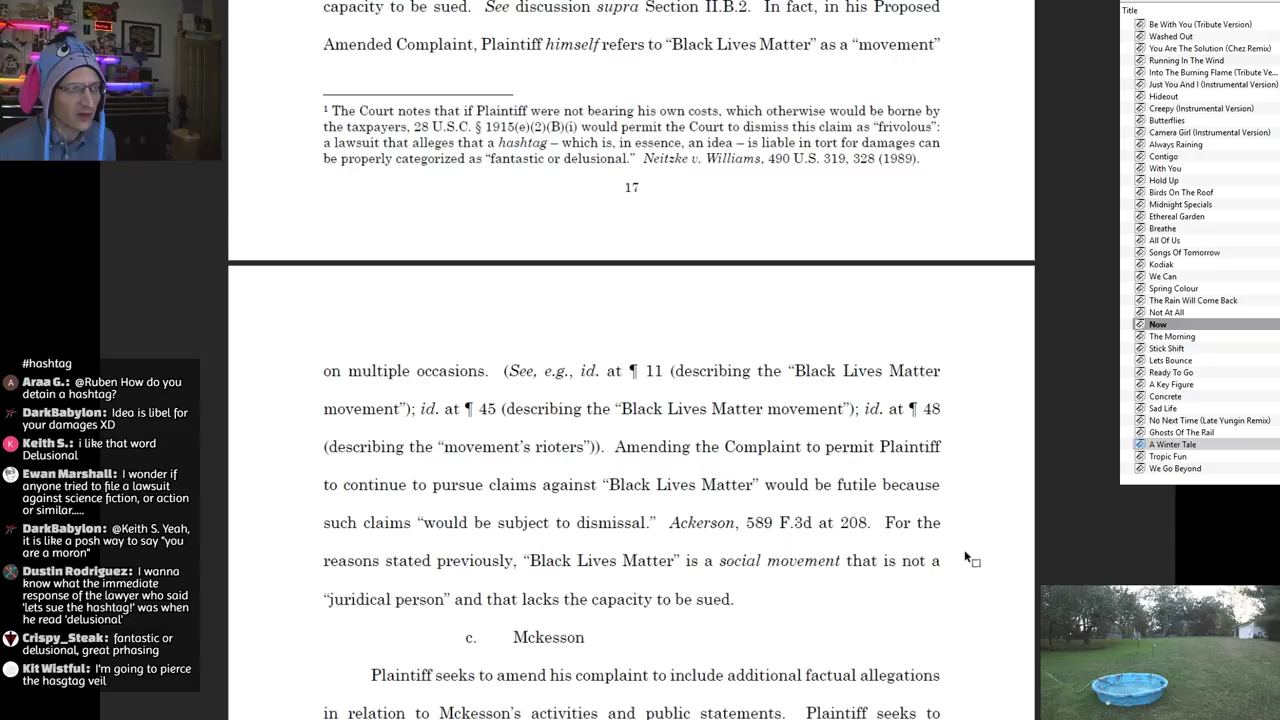 capacity to be sued. See discussion supra Section II.B.2. In fact, in his Proposed
Amended Complaint, Plaintiff himself refers to “Black Lives Matter” as a “movement”
1 The Court notes that if Plaintiff were not bearing his own costs, which otherwise would be borne by
the taxpayers, 28 U.S.C. § 1915(e)(2)(B)(i) would permit the Court to dismiss this claim as “frivolous”:
a lawsuit that alleges that a hashtag – which is, in essence, an idea – is liable in tort for damages can
be properly categorized as “fantastic or delusional.” Neitzke v. Williams, 490 U.S. 319, 328 (1989).
17
on multiple occasions. (See, e.g., id. at ¶ 11 (describing the “Black Lives Matter
movement”); id. at ¶ 45 (describing the “Black Lives Matter movement”); id. at ¶ 48
(describing the “movement’s rioters”)). Amending the Complaint to permit Plaintiff
to continue to pursue claims against “Black Lives Matter” would be futile because
such claims “would be subject to dismissal.” Ackerson, 589 F.3d at 208. For the
reasons stated previously, “Black Lives Matter” is a social movement that is not a
“juridical person” and that lacks the capacity to be sued.
c. Mckesson
Plaintiff seeks to amend his complaint to include additional factual allegations
in relation to Mckesson’s activities and public statements. Plaintiff seeks to
#hashtag
A Araa G.: @Ruben How do you
detain a hashtag?
DarkBabylon: Idea is libel for
your damages XD
K Keith S.: i like that word
Delusional
Ewan Marshall: I wonder if
anyone tried to file a lawsuit
against science fiction, or action
or similar.....
DarkBabylon: @Keith S. Yeah,
it is like a posh way to say "you
are a moron"
Dustin Rodriguez: I wanna
know what the immediate
response of the lawyer who said
'lets sue the hashtag!' was when
he read 'delusional'
Crispy_Steak: fantastic or
delusional, great prhasing
Kit Wistful: I'm going to pierce
the hasgtag veil
Title
Be With You (Tribute Version)
Washed Out
You Are The Solution (Chez Remix)
Running In The Wind
Into The Burning Flame (Tribute Ve...
Just You And I (Instrumental Version)
Hideout
Creepy (Instrumental Version)
Butterflies
Camera Girl (Instrumental Version)
Always Raining
Contigo
With You
Hold Up
Birds On The Roof
Midnight Specials
Ethereal Garden
Breathe
All Of Us
Songs Of Tomorrow
Kodiak
We Can
Spring Colour
The Rain Will Come Back
Not At All
Now
The Morning
Stick Shift
Lets Bounce
Ready To Go
A Key Figure
Concrete
Sad Life
No Next Time (Late Yungin Remix)
Ghosts Of The Rail
A Winter Tale
Tropic Fun
We Go Beyond